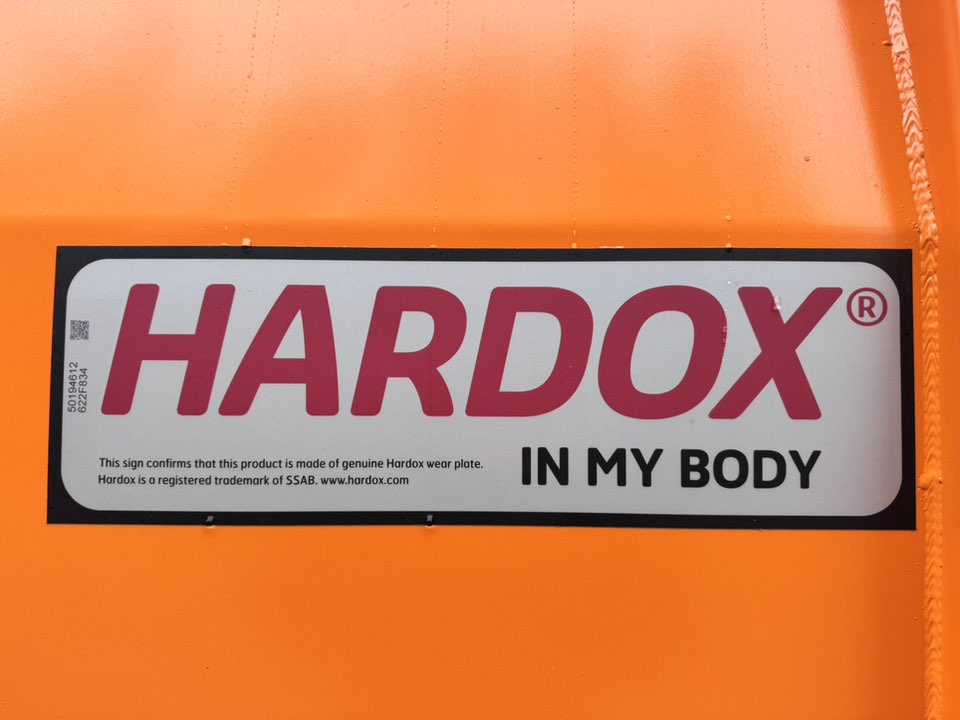 HARDOX®
50194612
622F834
This sign confirms that this product is made of genuine Hardox wear plate.
Hardox is a registered trademark of SSAB. www.hardox.com
IN MY BODY